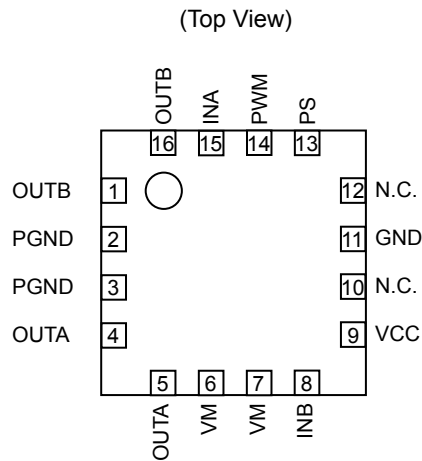 (Top View)
OUTB
INA
PWM
PS
16
15
14
13
OUTB 1
12 N.C.
PGND 2
11 GND
PGND 3
10 N.C.
OUTA 4
9 VCC
5
6
7
8
OUTA
VM
VM
INB